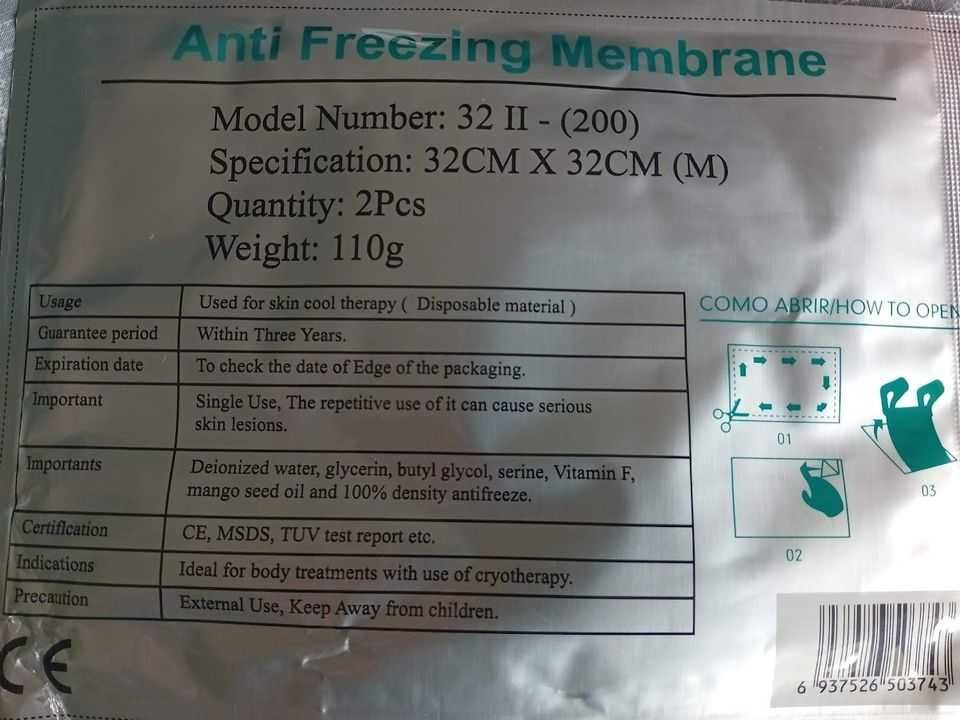 Anti Freezing Membrane
Model Number: 32 II - (200)
Specification: 32CM X 32CM (M)
Quantity: 2Pcs
Weight: 110g
Usage Used for skin cool therapy ( Disposable material )
Guarantee period Within Three Years.
Expiration date To check the date of Edge of the packaging.
Important Single Use, The repetitive use of it can cause serious
skin lesions.
Importants Deionized water, glycerin, butyl glycol, serine, Vitamin F,
mango seed oil and 100% density antifreeze.
Certiflcation CE, MSDS, TUV test report etc.
Indications Ideal for body treatments with use of cryotherapy.
Precaution External Use, Keep Away from children.
COMO ABRIR/HOW TO OPEN
01
02
03
CE
6 937526 503743